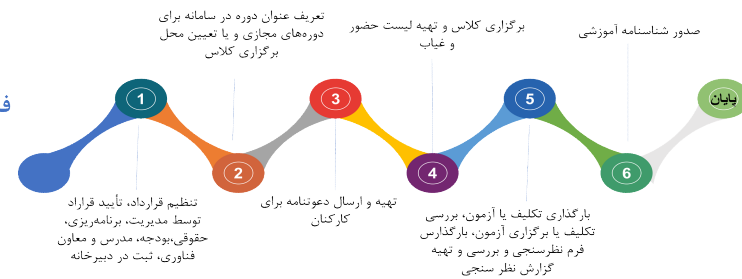 ف
1
تنظیم قرارداد، تأیید قراراد
توسط مدیریت، برنامه‌ریزی،
حقوقی،بودجه، مدرس و معاون
فناوری، ثبت در دبیرخانه
تعریف عنوان دوره در سامانه برای
دوره‌های مجازی و یا تعیین محل
برگزاری کلاس
2
3
تهیه و ارسال دعوتنامه برای
کارکنان
برگزاری کلاس و تهیه لیست حضور
و غیاب
4
5
بارگذاری تکلیف یا آزمون، بررسی
تکلیف یا برگزاری آزمون، بارگذارس
فرم نظرسنجی و بررسی و تهیه
گزارش نظر سنجی
صدور شناسنامه آموزشی
6
پایان